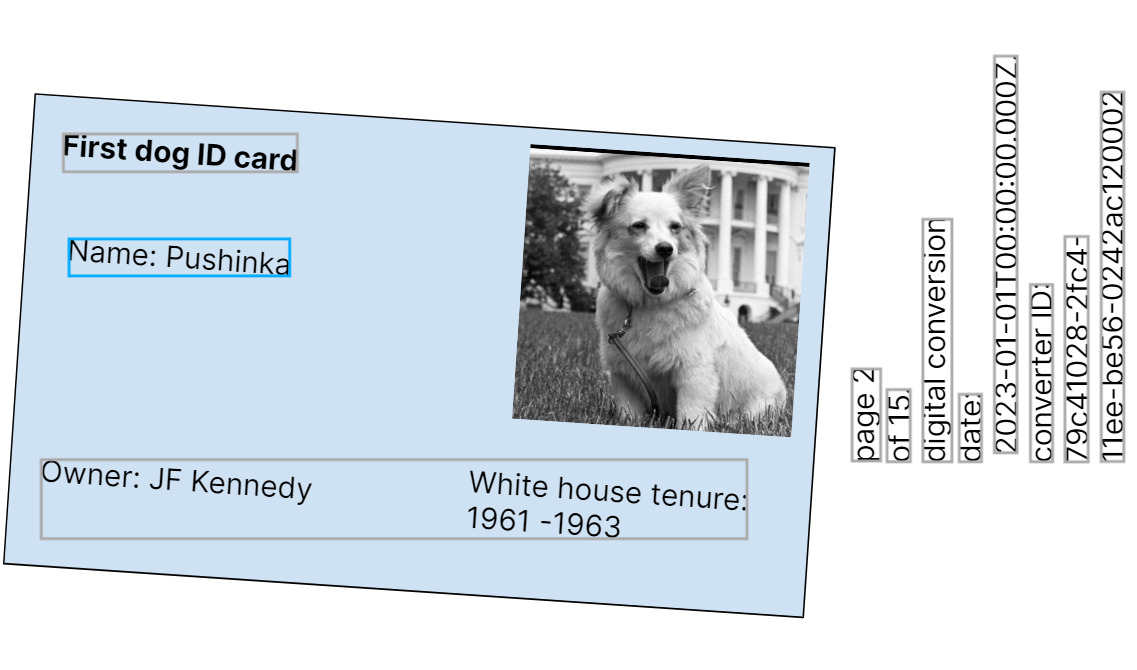 First dog ID card
Name: Pushinka
Owner: JF Kennedy
White house tenure:
1961 -1963
page 2
of 15.
digital conversion
date:
2023-01-01T00:00:00.000Z.
converter ID:
79c41028-2fc4-
11ee-be56-0242ac120002